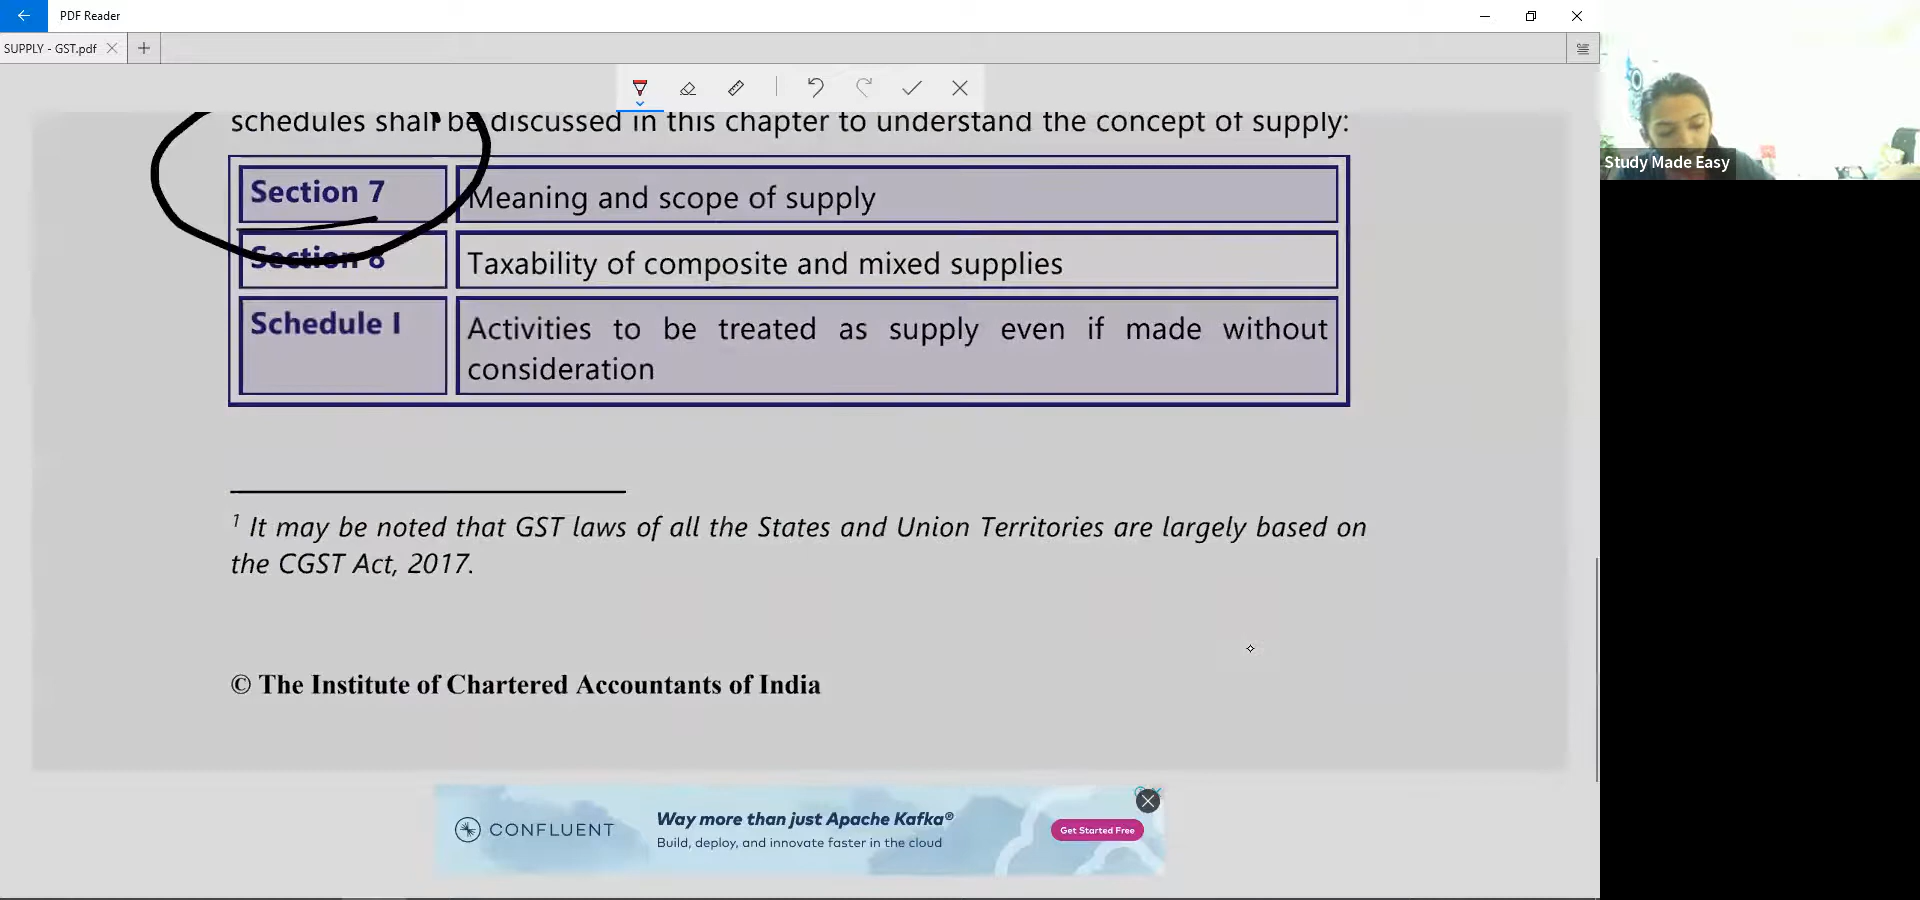 PDF Reader
SUPPLY - GST.pdf
schedules shall be discussed in this chapter to understand the concept of supply:
Section 7 Meaning and scope of supply
Section 8 Taxability of composite and mixed supplies
Schedule I Activities to be treated as supply even if made without
consideration
1 It may be noted that GST laws of all the States and Union Territories are largely based on
the CGST Act, 2017.
© The Institute of Chartered Accountants of India
CONFLUENT
Way more than just Apache Kafka®
Build, deploy, and innovate faster in the cloud
Get Started Free
Study Made Easy